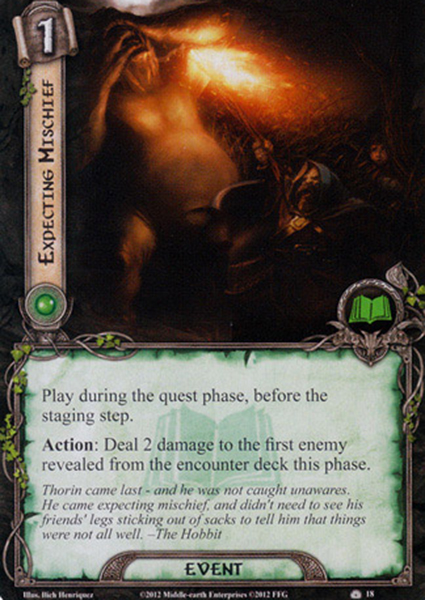 1
EXPECTING MISCHIEF
Play during the quest phase, before the
staging step.
Action: Deal 2 damage to the first enemy
revealed from the encounter deck this phase.
Thorin came last - and he was not caught unawares.
He came expecting mischief, and didn't need to see his
friends' legs sticking out of sacks to tell him that things
were not all well. –The Hobbit
EVENT
Illus. Ilich Henriquez ©2012 Middle-earth Enterprises ©2012 FFG 18